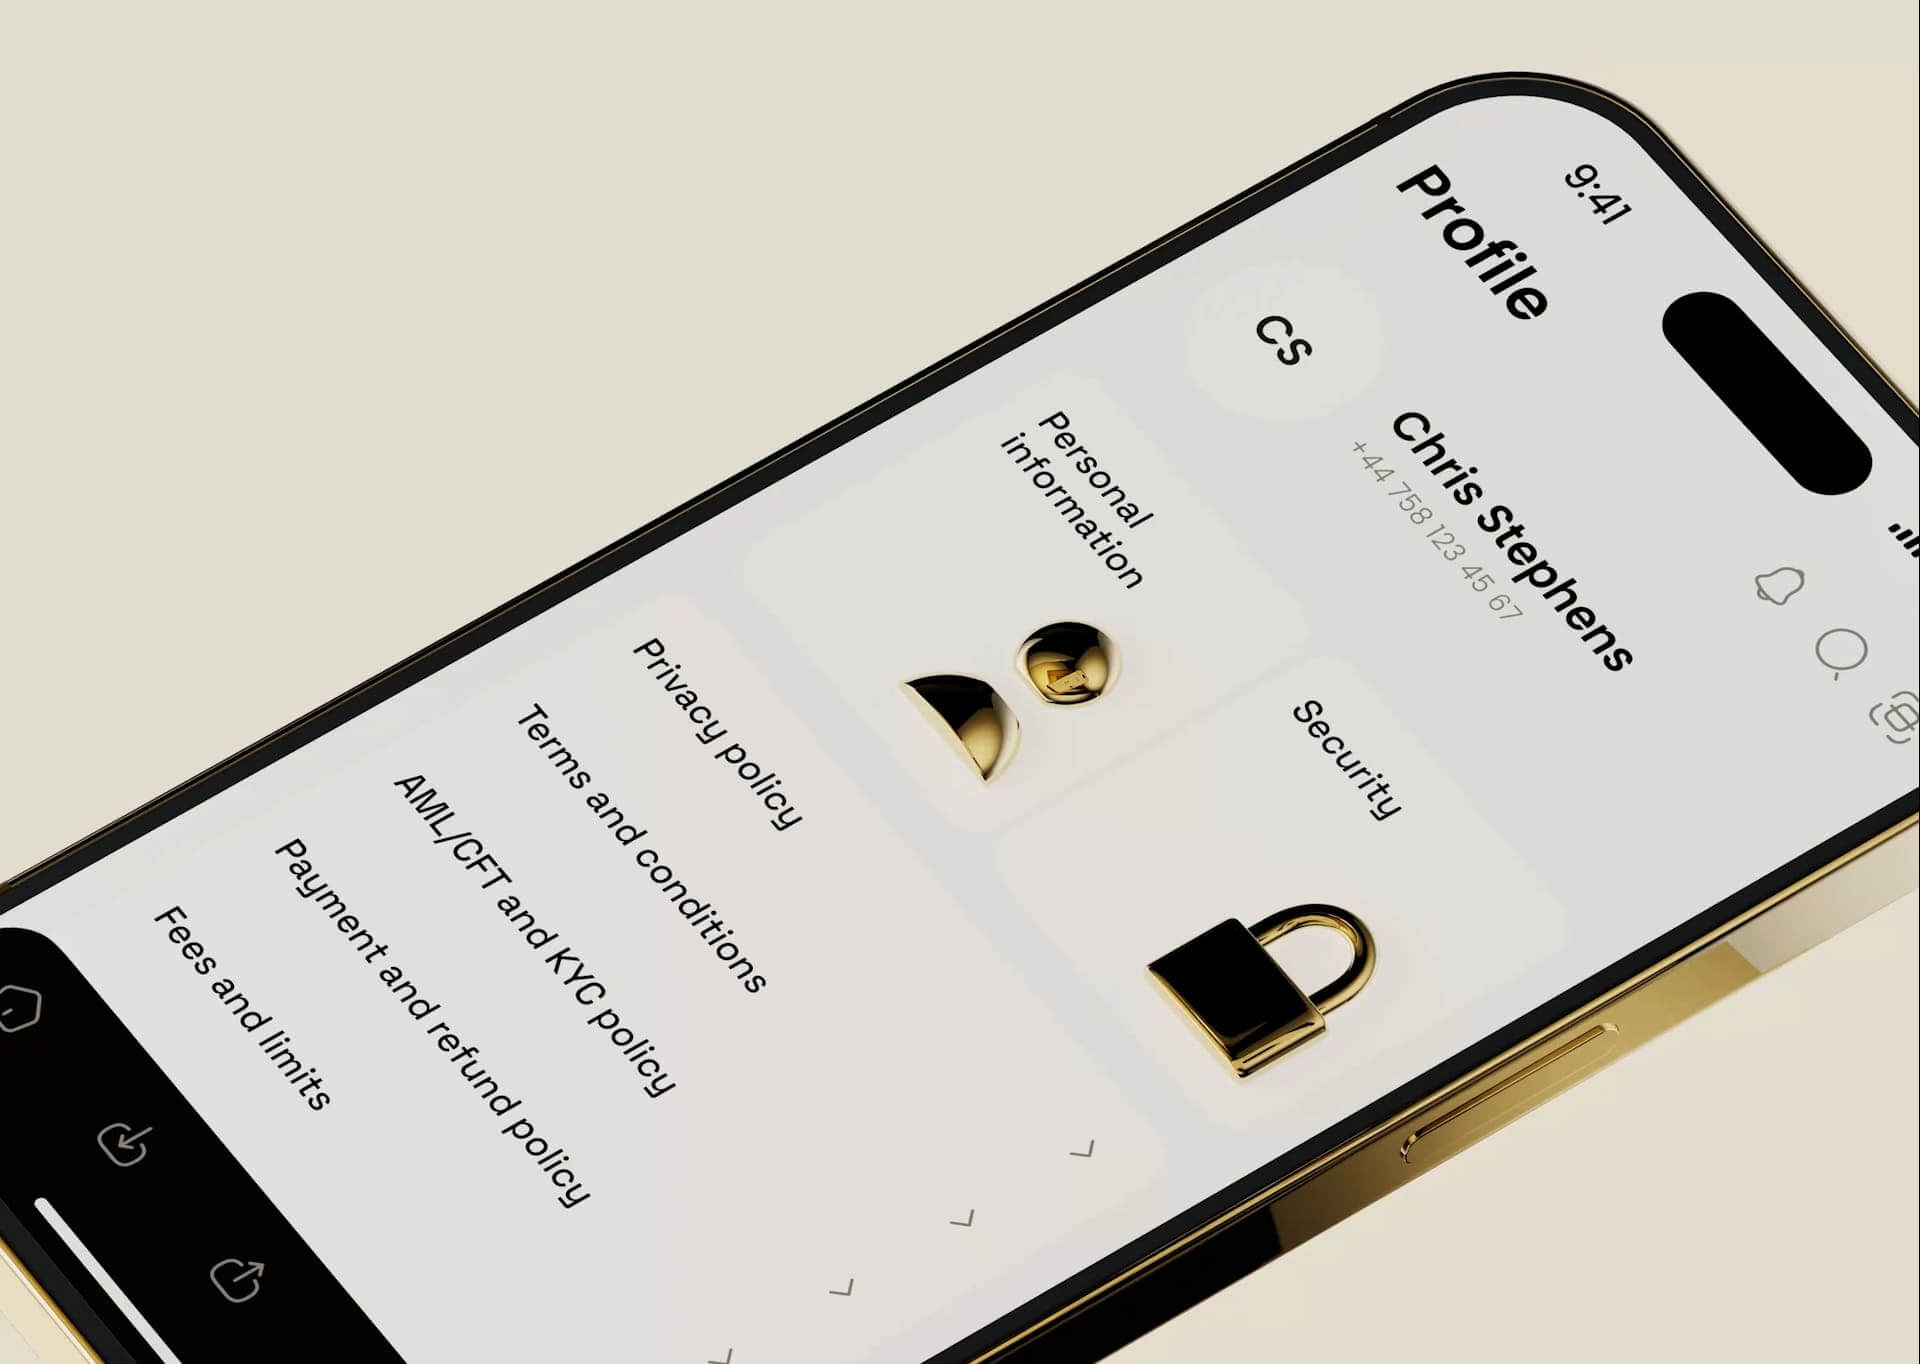 9:41
Profile
CS
Chris Stephens
+44 758 123 45 67
Personal
information
Security
Privacy policy
Terms and conditions
AML/CFT and KYC policy
Payment and refund policy
Fees and limits